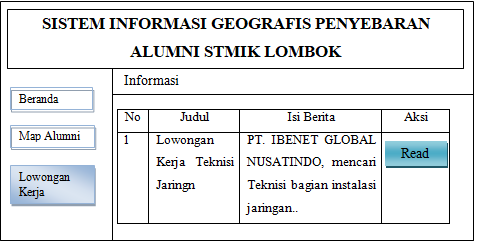 SISTEM INFORMASI GEOGRAFIS PENYEBARAN
ALUMNI STMIK LOMBOK
Informasi
Beranda
Map Alumni
Lowongan
Kerja
No Judul Isi Berita Aksi
1 Lowongan PT. IBENET GLOBAL Read
Kerja Teknisi NUSATINDO, mencari
Jaringn Teknisi bagian instalasi
jaringan..